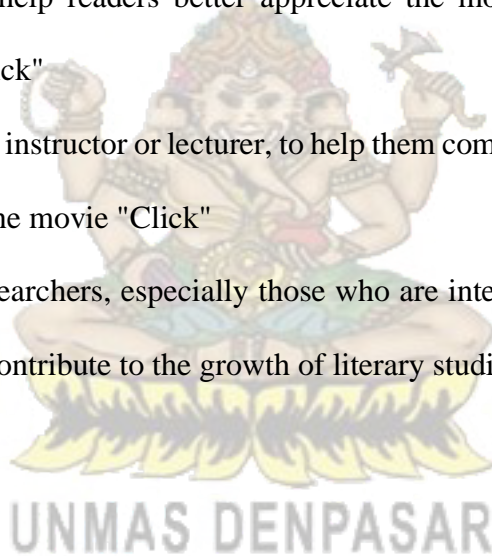 help readers better appreciate the mo
ick"
instructor or lecturer, to help them com
he movie "Click"
earchers, especially those who are inte
ontribute to the growth of literary studi
UNMAS DENPASAR